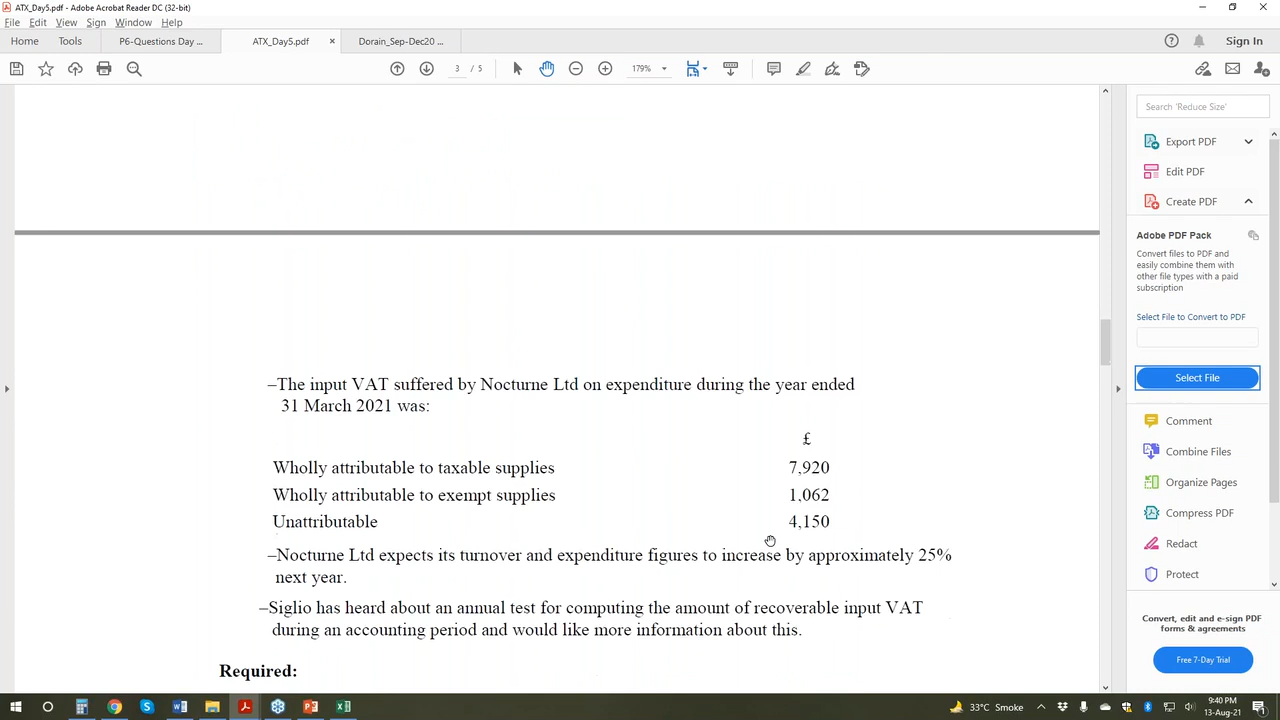 ATX_Day5.pdf - Adobe Acrobat Reader DC (32-bit)
File Edit View Sign Window Help
Home Tools P6-Questions Day ... ATX_Day5.pdf × Dorain_Sep-Dec20 ... Sign In
3 / 5 179%
–The input VAT suffered by Nocturne Ltd on expenditure during the year ended
31 March 2021 was:
£
Wholly attributable to taxable supplies 7,920
Wholly attributable to exempt supplies 1,062
Unattributable 4,150
–Nocturne Ltd expects its turnover and expenditure figures to increase by approximately 25%
next year.
–Siglio has heard about an annual test for computing the amount of recoverable input VAT
during an accounting period and would like more information about this.
Required:
Search 'Reduce Size'
Export PDF
Edit PDF
Create PDF
Adobe PDF Pack
Convert files to PDF and
easily combine them with
other file types with a paid
subscription
Select File to Convert to PDF
Select File
Comment
Combine Files
Organize Pages
Compress PDF
Redact
Protect
Convert, edit and e-sign PDF
forms & agreements
Free 7-Day Trial
33°C Smoke
9:40 PM
13-Aug-21